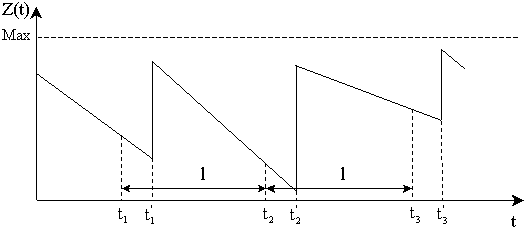 Z(t)
Max
1 1
t₁ t₁ t₂ t₂ t₃ t₃
t